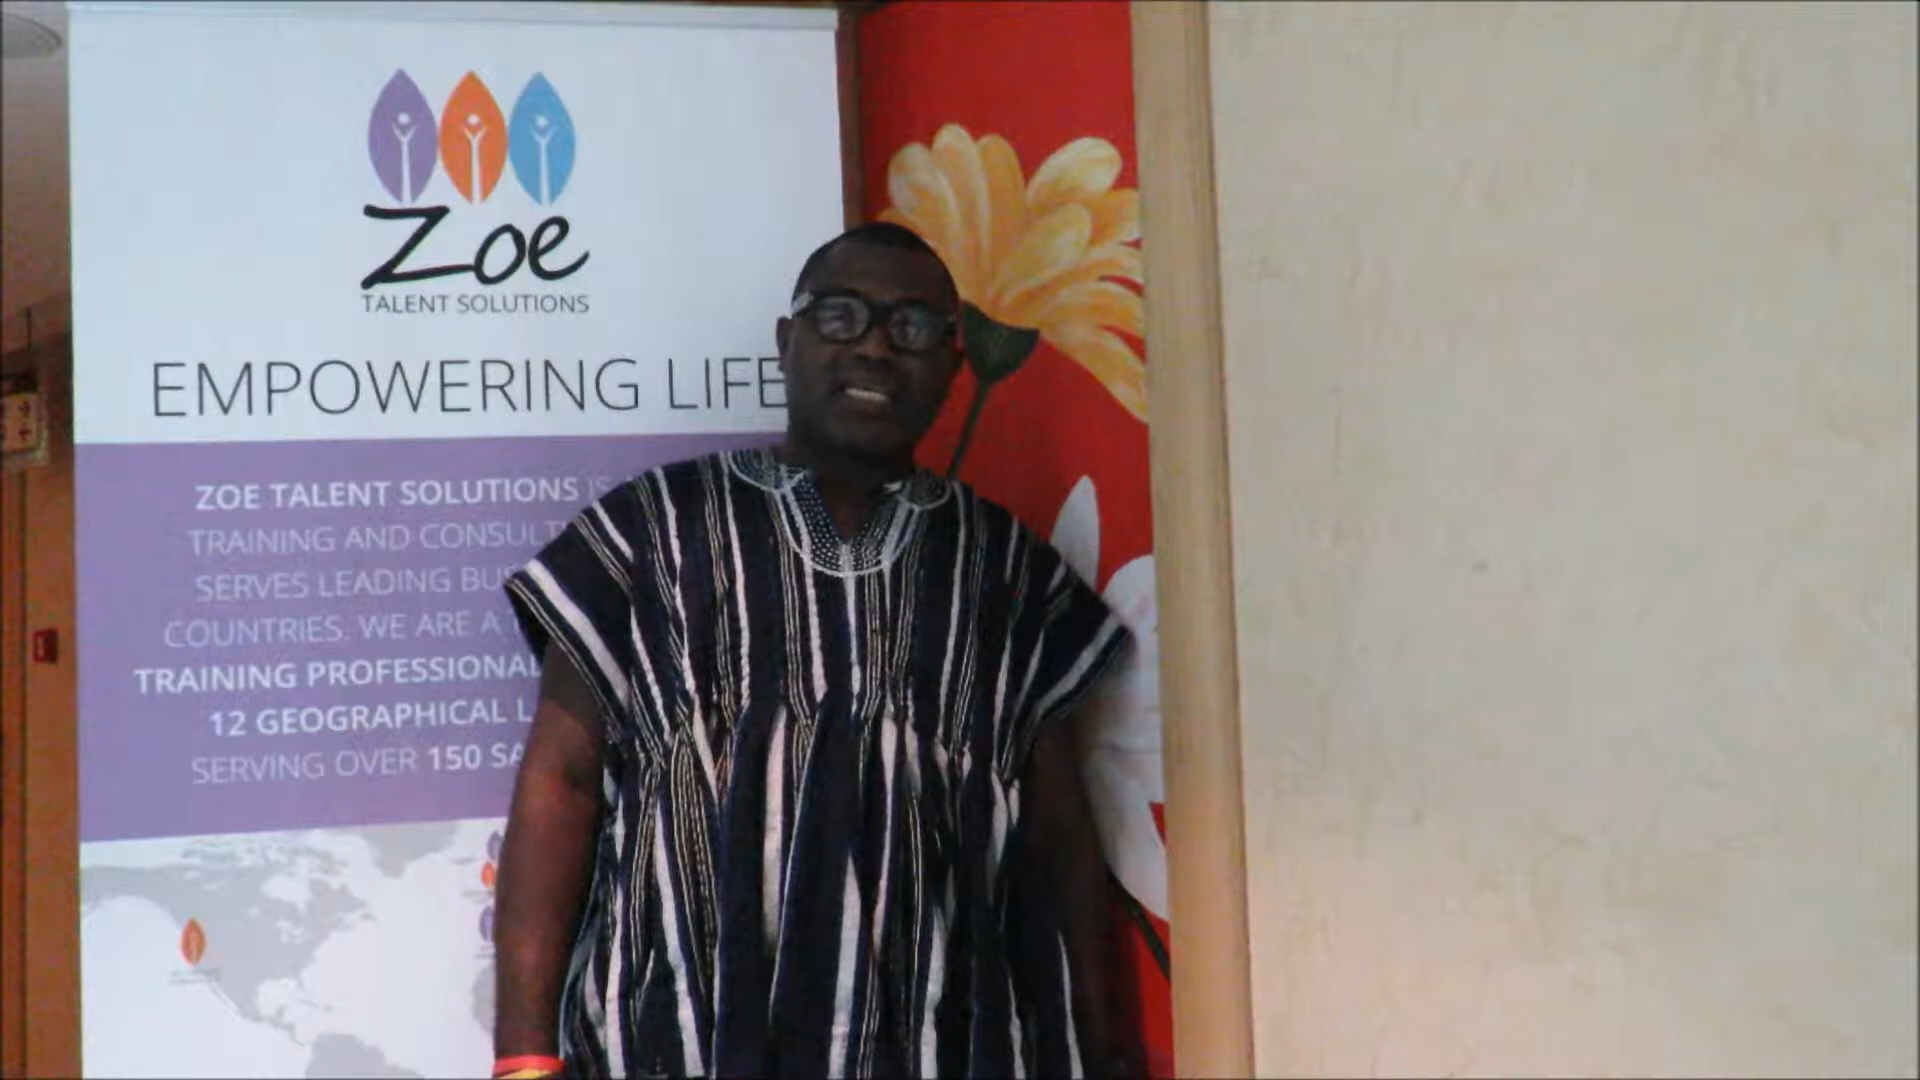 Zoe
TALENT SOLUTIONS
EMPOWERING LIFE
ZOE TALENT SOLUTIONS IS
TRAINING AND CONSULT
SERVES LEADING BUS
COUNTRIES. WE ARE A
TRAINING PROFESSIONAL
12 GEOGRAPHICAL L
SERVING OVER 150 SA